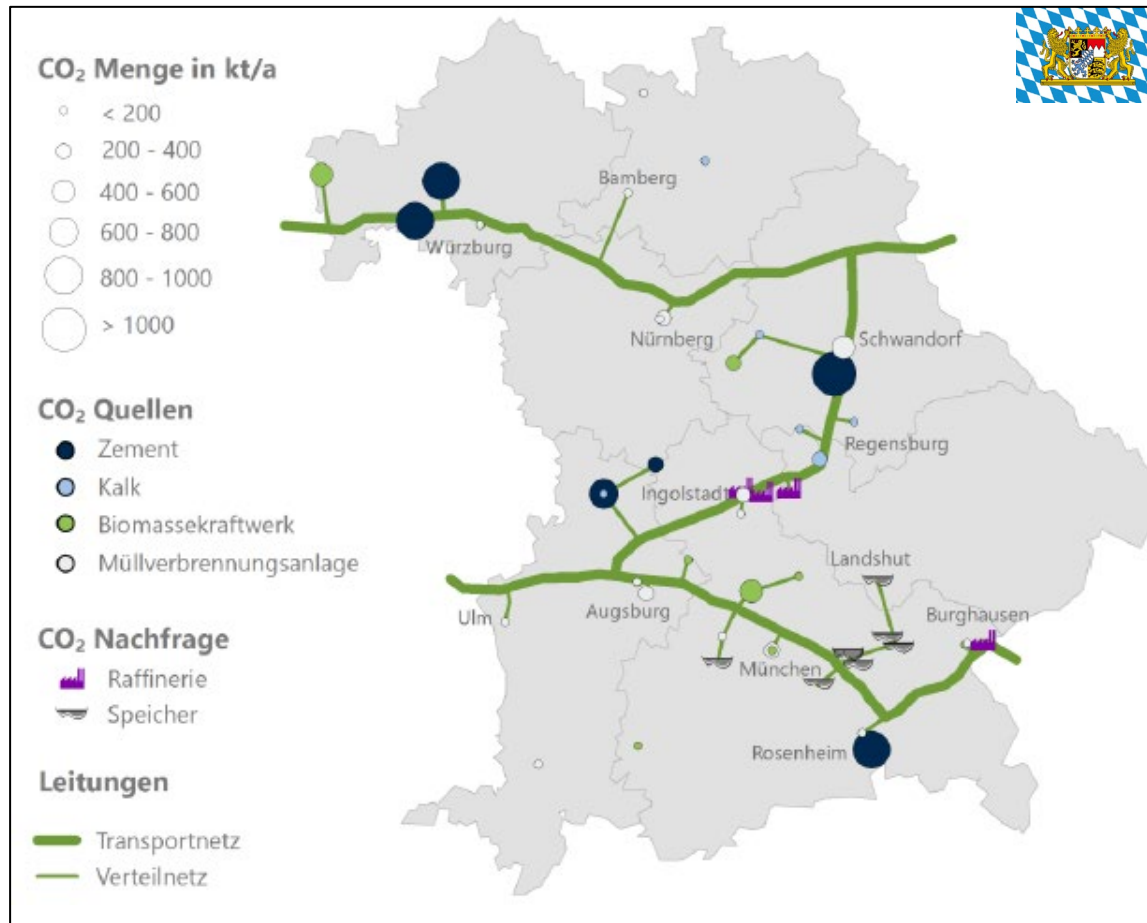 CO₂ Menge in kt/a
< 200
200 - 400
400 - 600
600 - 800
800 - 1000
> 1000
CO₂ Quellen
Zement
Kalk
Biomassekraftwerk
Müllverbrennungsanlage
CO₂ Nachfrage
Raffinerie
Speicher
Leitungen
Transportnetz
Verteilnetz
Bamberg
Würzburg
Nürnberg
Schwandorf
Regensburg
Ingolstadt
Landshut
Ulm
Augsburg
Burghausen
München
Rosenheim